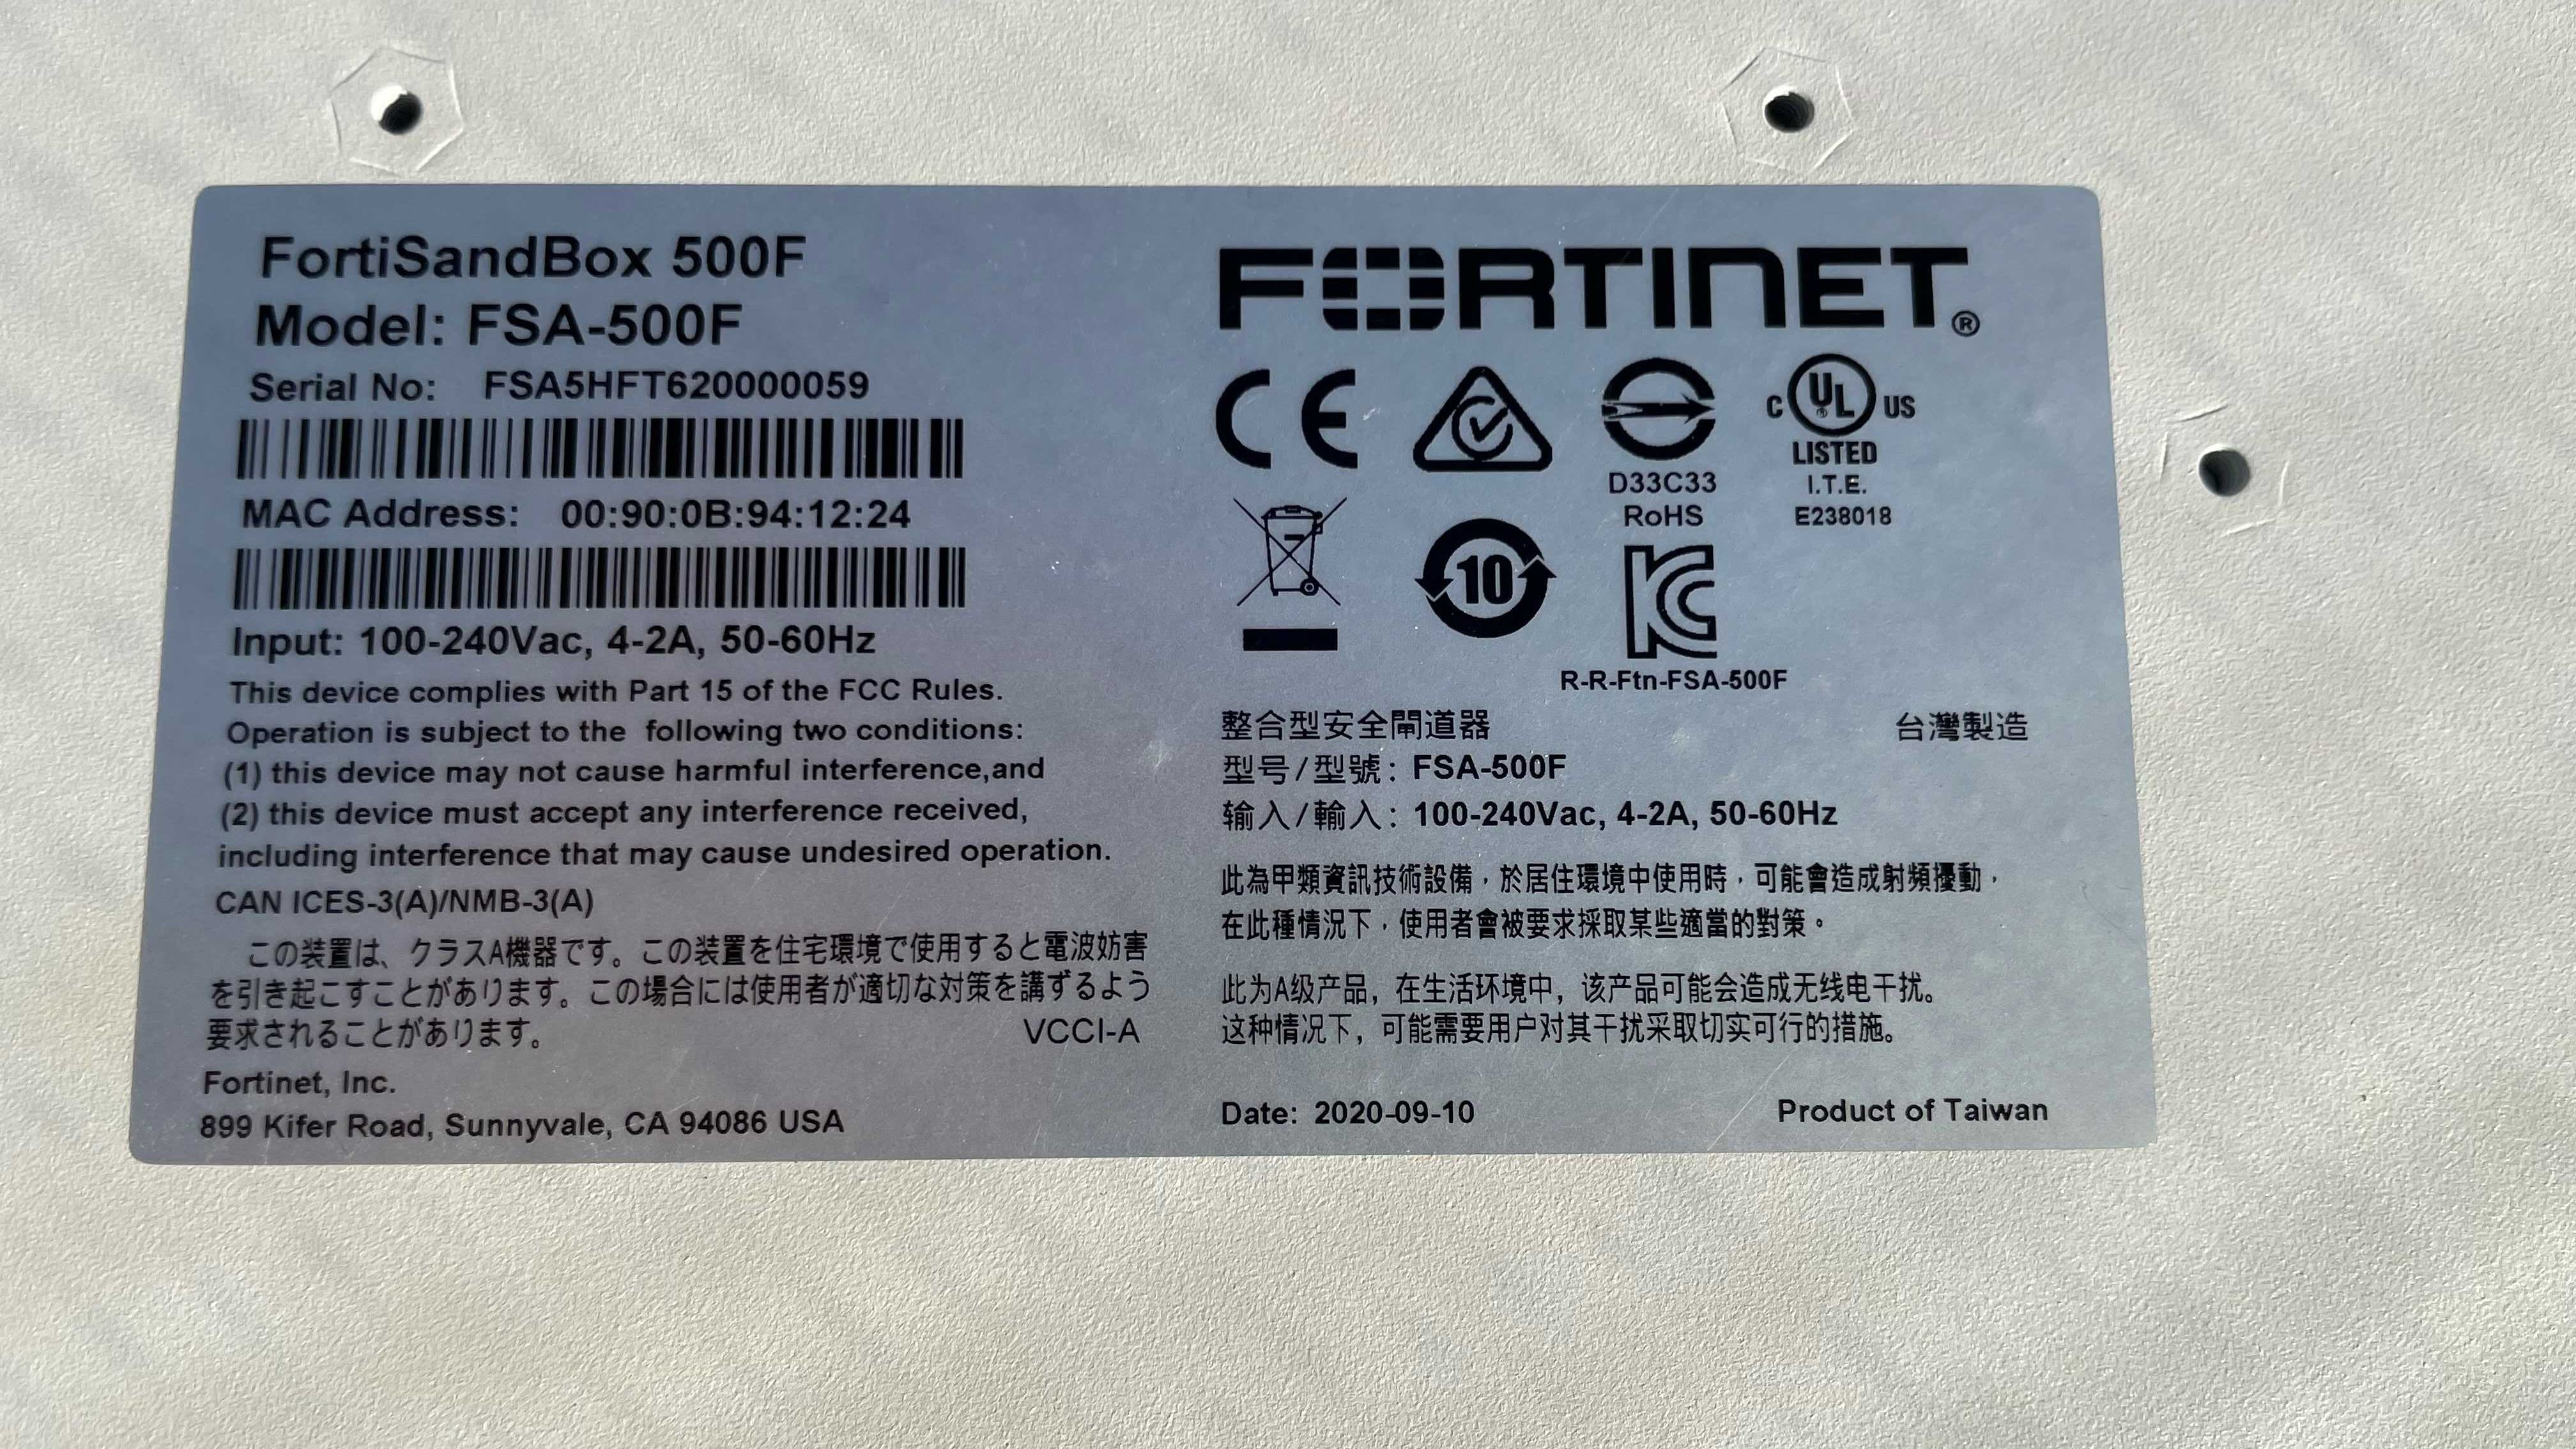 FortiSandBox 500F
Model: FSA-500F
Serial No: FSA5HFT620000059
MAC Address: 00:90:0B:94:12:24
Input: 100-240Vac, 4-2A, 50-60Hz
This device complies with Part 15 of the FCC Rules.
Operation is subject to the following two conditions:
(1) this device may not cause harmful interference,and
(2) this device must accept any interference received,
including interference that may cause undesired operation.
CAN ICES-3(A)/NMB-3(A)
この装置は、クラスA機器です。この装置を住宅環境で使用すると電波妨害
を引き起こすことがあります。この場合には使用者が適切な対策を講ずるよう
要求されることがあります。 VCCI-A
Fortinet, Inc.
899 Kifer Road, Sunnyvale, CA 94086 USA
FORTINET®
CE
D33C33
RoHS
C UL US
LISTED
I.T.E.
E238018
10
KC
R-R-Ftn-FSA-500F
整合型安全閘道器 台灣製造
型号/型號: FSA-500F
输入/輸入: 100-240Vac, 4-2A, 50-60Hz
此為甲類資訊技術設備，於居住環境中使用時，可能會造成射頻擾動，
在此種情況下，使用者會被要求採取某些適當的對策。
此为A级产品，在生活环境中，该产品可能会造成无线电干扰。
这种情况下，可能需要用户对其干扰采取切实可行的措施。
Date: 2020-09-10 Product of Taiwan